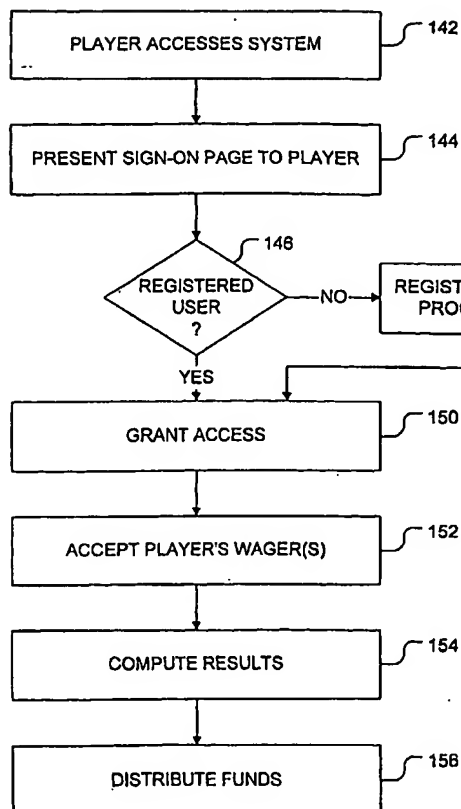 PLAYER ACCESSES SYSTEM
142
PRESENT SIGN-ON PAGE TO PLAYER
144
146
REGISTERED
USER
?
NO
REGIST
PROC
YES
GRANT ACCESS
150
ACCEPT PLAYER'S WAGER(S)
152
COMPUTE RESULTS
154
DISTRIBUTE FUNDS
156